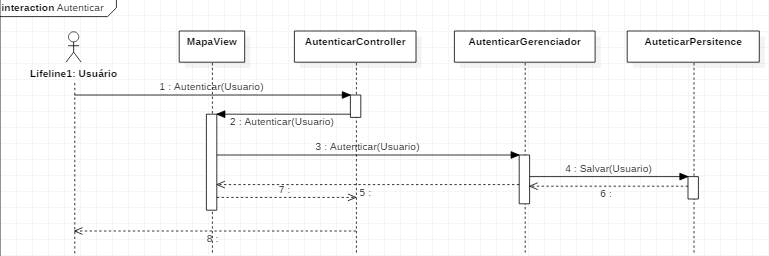 interaction Autenticar
MapaView
AutenticarController
AutenticarGerenciador
AuteticarPersitence
Lifeline1: Usuário
1 : Autenticar(Usuario)
2 : Autenticar(Usuario)
3 : Autenticar(Usuario)
4 : Salvar(Usuario)
7 :
5 :
6 :
8 :